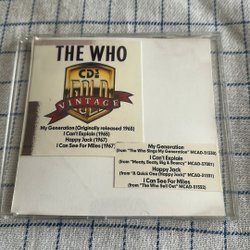 THE WHO
CD3
GOLD
VINTAGE
My Generation (Originally released 1965)
I Can't Explain (1965)
Happy Jack (1967)
I Can See For Miles (1967)
My Generation
(from "The Who Sings My Generation" MCAD-31330)
I Can't Explain
(from "Meaty, Beaty, Big & Bouncy" MCAD-37001)
Happy Jack
(from "A Quick One (Happy Jack)" MCAD-31331)
I Can See For Miles
(from "The Who Sell Out" MCAD-31332)